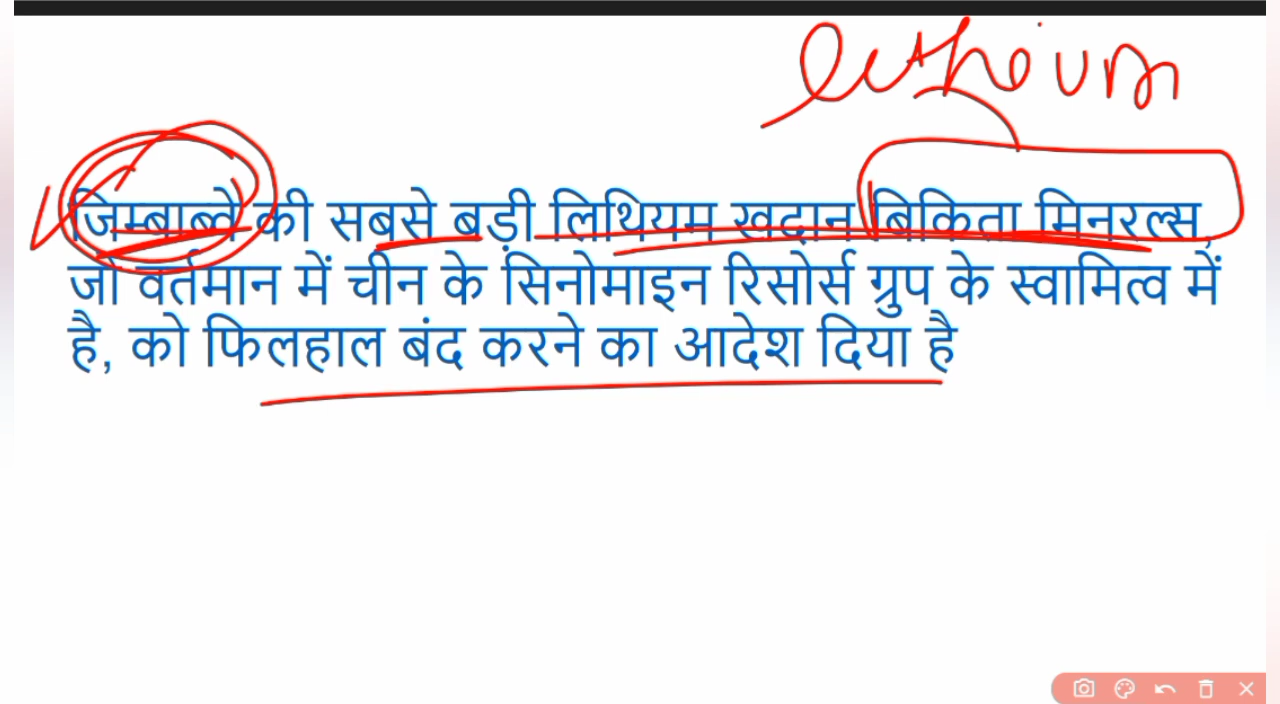 lithium
जिम्बाब्वे की सबसे बड़ी लिथियम खदान बिकिता मिनरल्स,
जो वर्तमान में चीन के सिनोमाइन रिसोर्स ग्रुप के स्वामित्व में
है, को फिलहाल बंद करने का आदेश दिया है